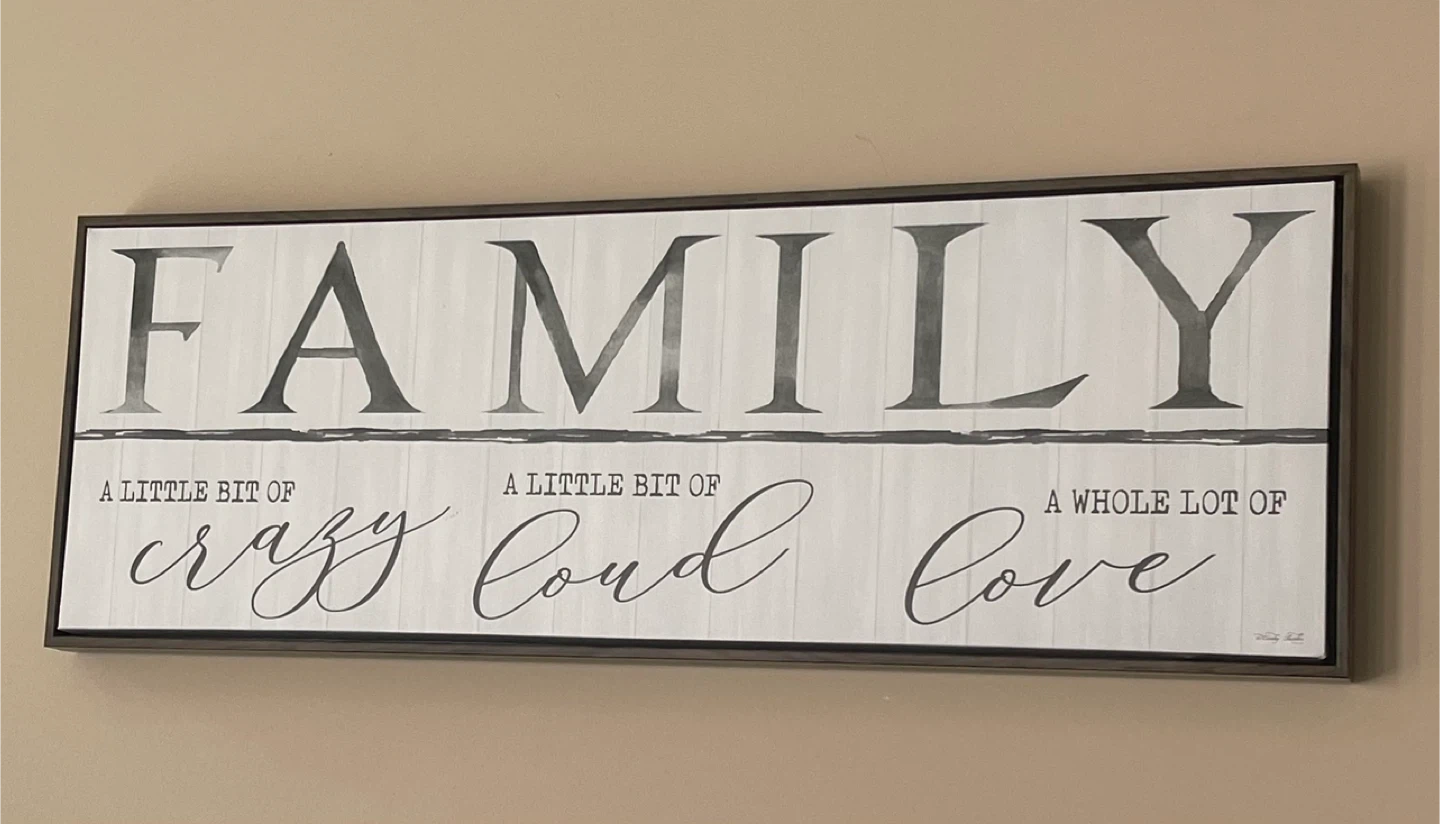 FAMILY
A LITTLE BIT OF
crazy
A LITTLE BIT OF
loud
A WHOLE LOT OF
love